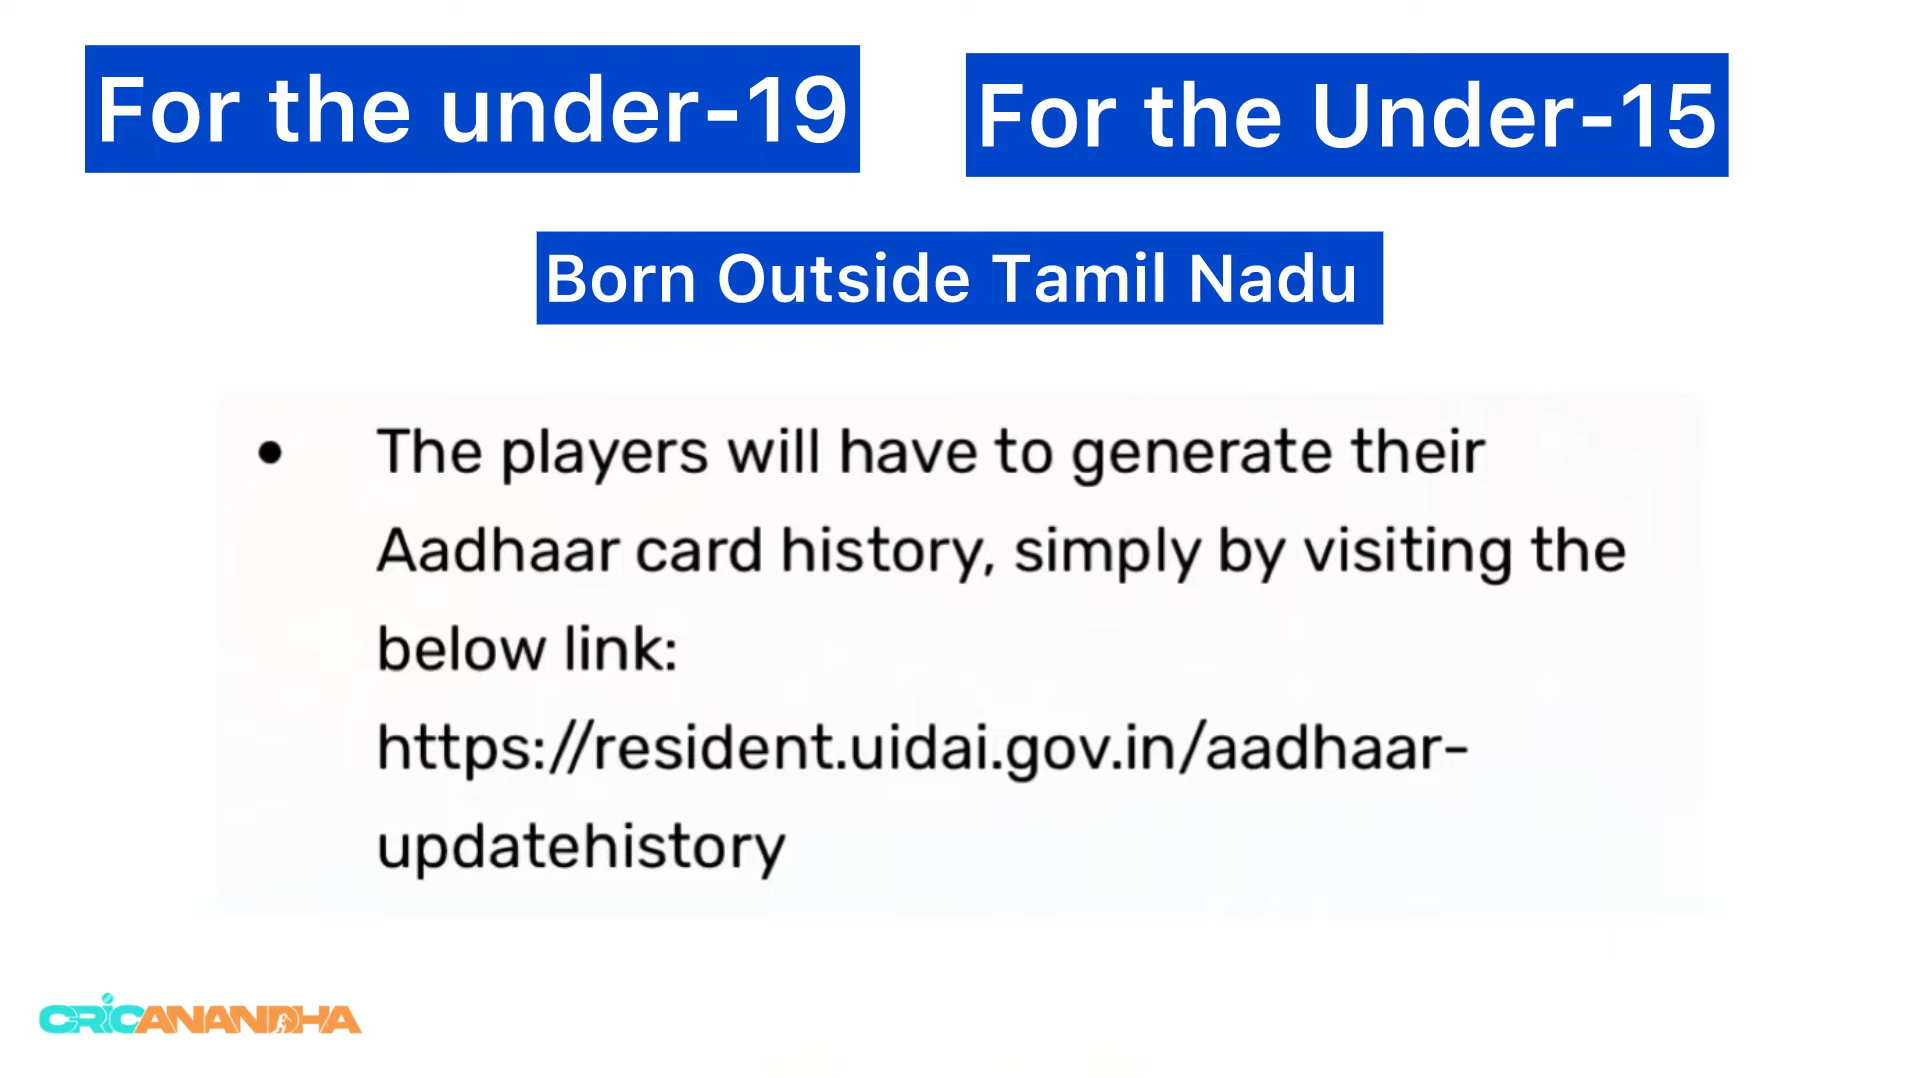 For the under-19
For the Under-15
Born Outside Tamil Nadu
• The players will have to generate their
Aadhaar card history, simply by visiting the
below link:
https://resident.uidai.gov.in/aadhaar-
updatehistory
CRICANANDHA